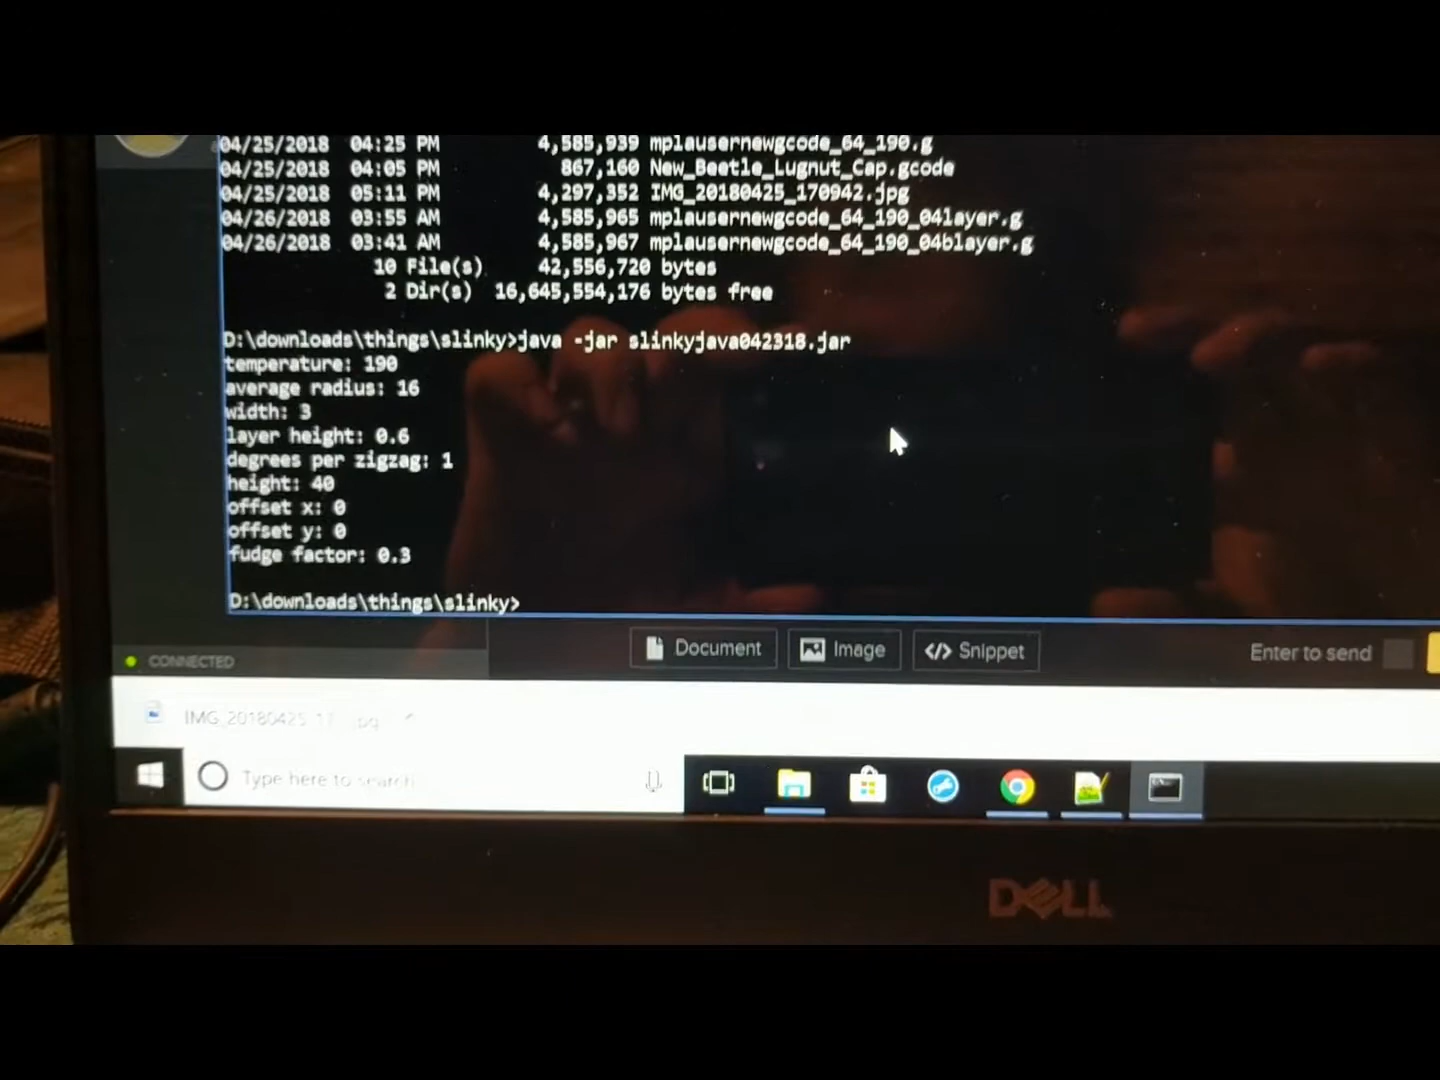 04/25/2018 04:25 PM 4,585,939 mplausernewgcode_64_190.g
04/25/2018 04:05 PM 867,160 New_Beetle_Lugnut_Cap.gcode
04/25/2018 05:11 PM 4,297,352 IMG_20180425_170942.jpg
04/26/2018 03:55 AM 4,585,965 mplausernewgcode_64_190_04layer.g
04/26/2018 03:41 AM 4,585,967 mplausernewgcode_64_190_04blayer.g
10 File(s) 42,556,720 bytes
2 Dir(s) 16,645,554,176 bytes free
D:\downloads\things\slinky>java -jar slinkyjava042318.jar
temperature: 190
average radius: 16
width: 3
layer height: 0.6
degrees per zigzag: 1
height: 40
offset x: 0
offset y: 0
fudge factor: 0.3
D:\downloads\things\slinky>
Document Image </> Snippet Enter to send
CONNECTED
IMG_20180425_17
Type here to search
DELL